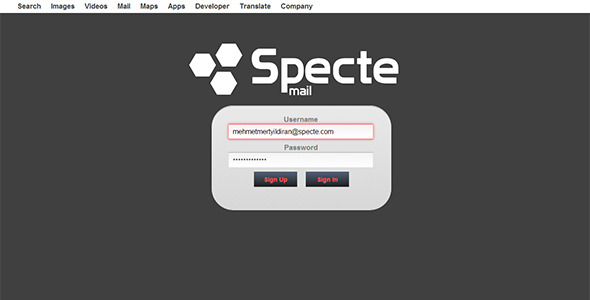 Search Images Videos Mail Maps Apps Developer Translate Company
Specte
mail
Username
mehmetmertyildiran@specte.com
Password
•••••••••••••
Sign Up Sign In